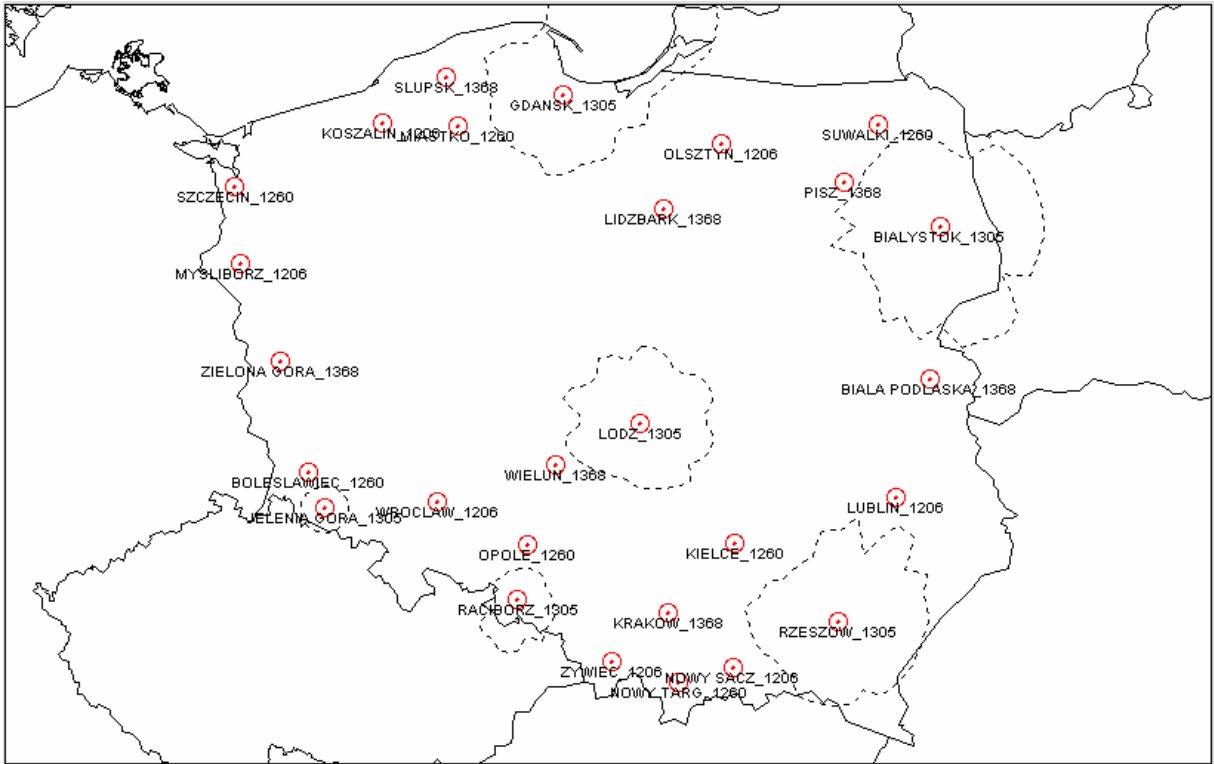 SLUPSK_1368
GDANSK_1305
KOSZALIN_1206
MIASTKO_1260
SUWALKI_1260
OLSZTYN_1206
PISZ_1368
SZCZECIN_1260
LIDZBARK_1368
BIALYSTOK_1305
MYSLIBORZ_1206
ZIELONA GORA_1368
BIALA PODLASKA_1368
LODZ_1305
WIELUN_1368
BOLESLAWIEC_1260
WROCLAW_1206
LUBLIN_1206
JELENIA GORA_1305
OPOLE_1260
KIELCE_1260
RACIBORZ_1305
KRAKOW_1368
RZESZOW_1305
ZYWIEC_1206
NOWY SACZ_1206
NOWY TARG_1260